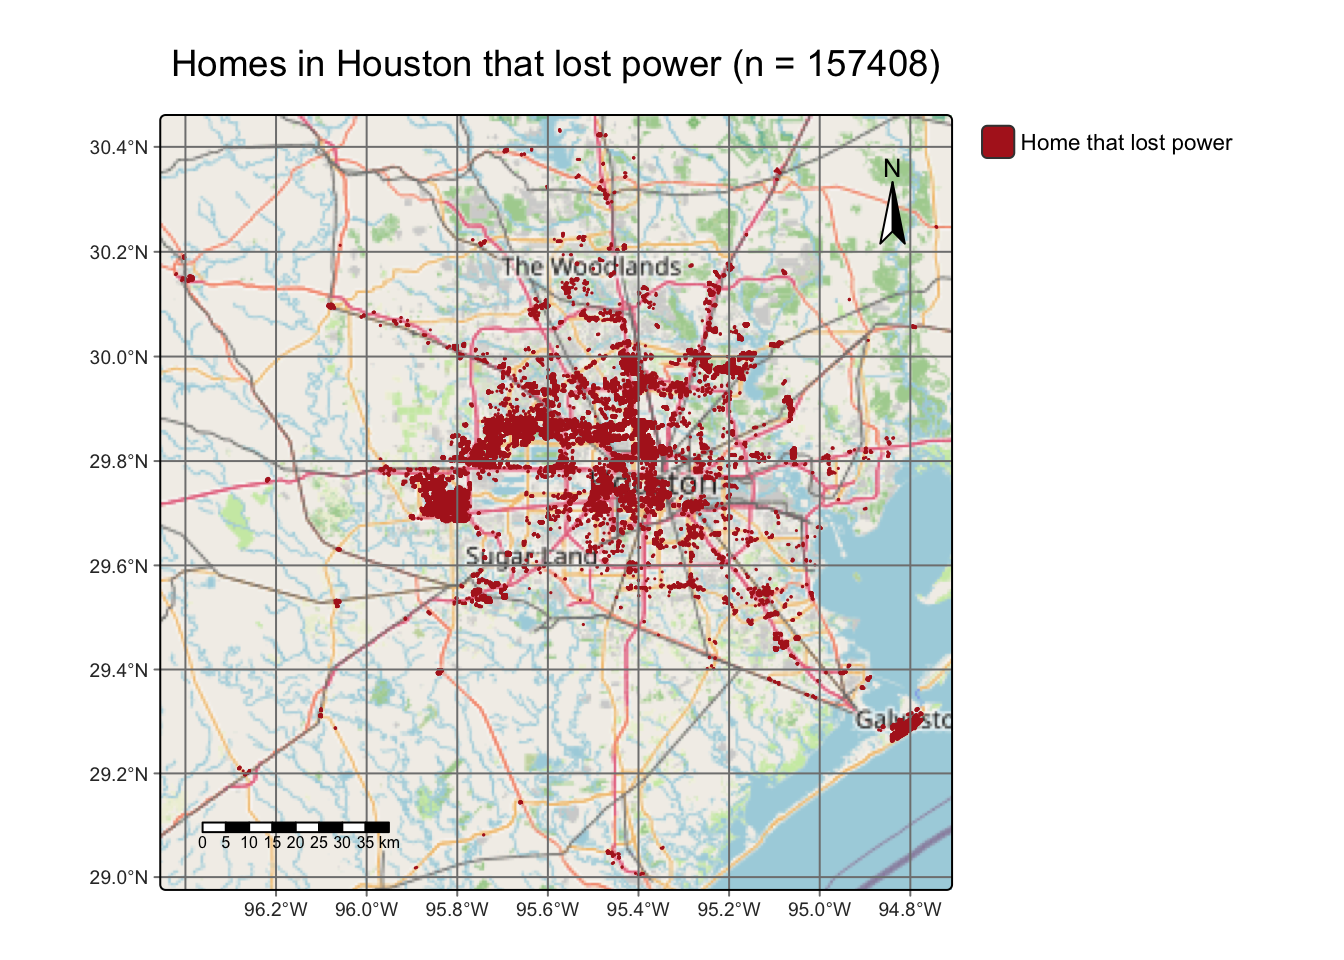 Homes in Houston that lost power (n = 157408)
Home that lost power
N
30.4°N
30.2°N
The Woodlands
30.0°N
29.8°N
29.6°N
Sugar Land
29.4°N
29.2°N
0 5 10 15 20 25 30 35 km
29.0°N
96.2°W 96.0°W 95.8°W 95.6°W 95.4°W 95.2°W 95.0°W 94.8°W